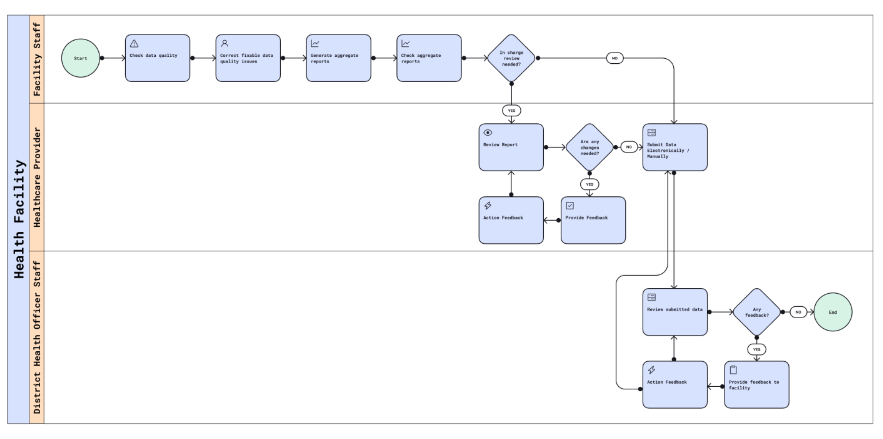 Health Facility
Facility Staff
Start
Check data quality
Correct fixable data
quality issues
Generate aggregate
reports
Check aggregate
reports
In charge
review
needed?
NO
YES
Healthcare Provider
Review Report
Are any
changes
needed?
NO
Submit Data
Electronically /
Manually
YES
Action Feedback
Provide Feedback
District Health Officer Staff
Review submitted data
Any
feedback?
NO
End
YES
Action Feedback
Provide feedback to
facility